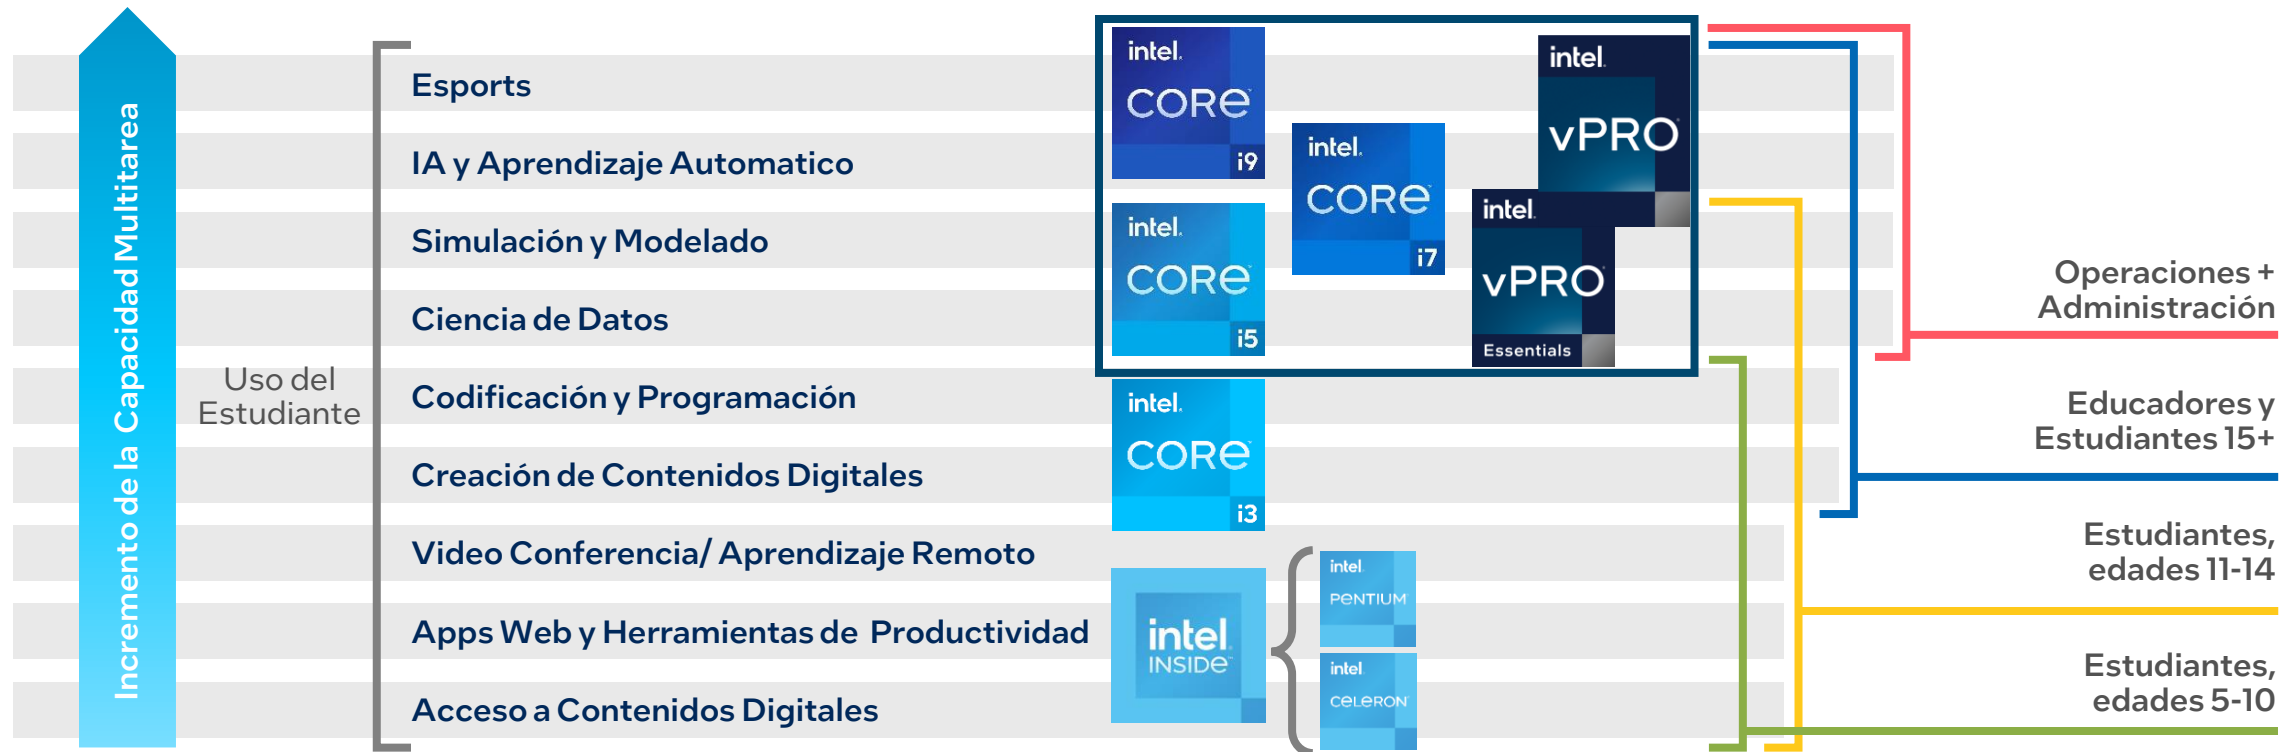 Incremento de la Capacidad Multitarea
Uso del
Estudiante
Esports
IA y Aprendizaje Automatico
Simulación y Modelado
Ciencia de Datos
Codificación y Programación
Creación de Contenidos Digitales
Video Conferencia/ Aprendizaje Remoto
Apps Web y Herramientas de Productividad
Acceso a Contenidos Digitales
intel.
CORE
i9
intel.
CORE
i7
intel.
vPRO
intel.
CORE
i5
intel.
vPRO
Essentials
intel.
CORE
i3
intel.
INSIDE
intel.
PENTIUM
intel.
CELERON
Operaciones +
Administración
Educadores y
Estudiantes 15+
Estudiantes,
edades 11-14
Estudiantes,
edades 5-10